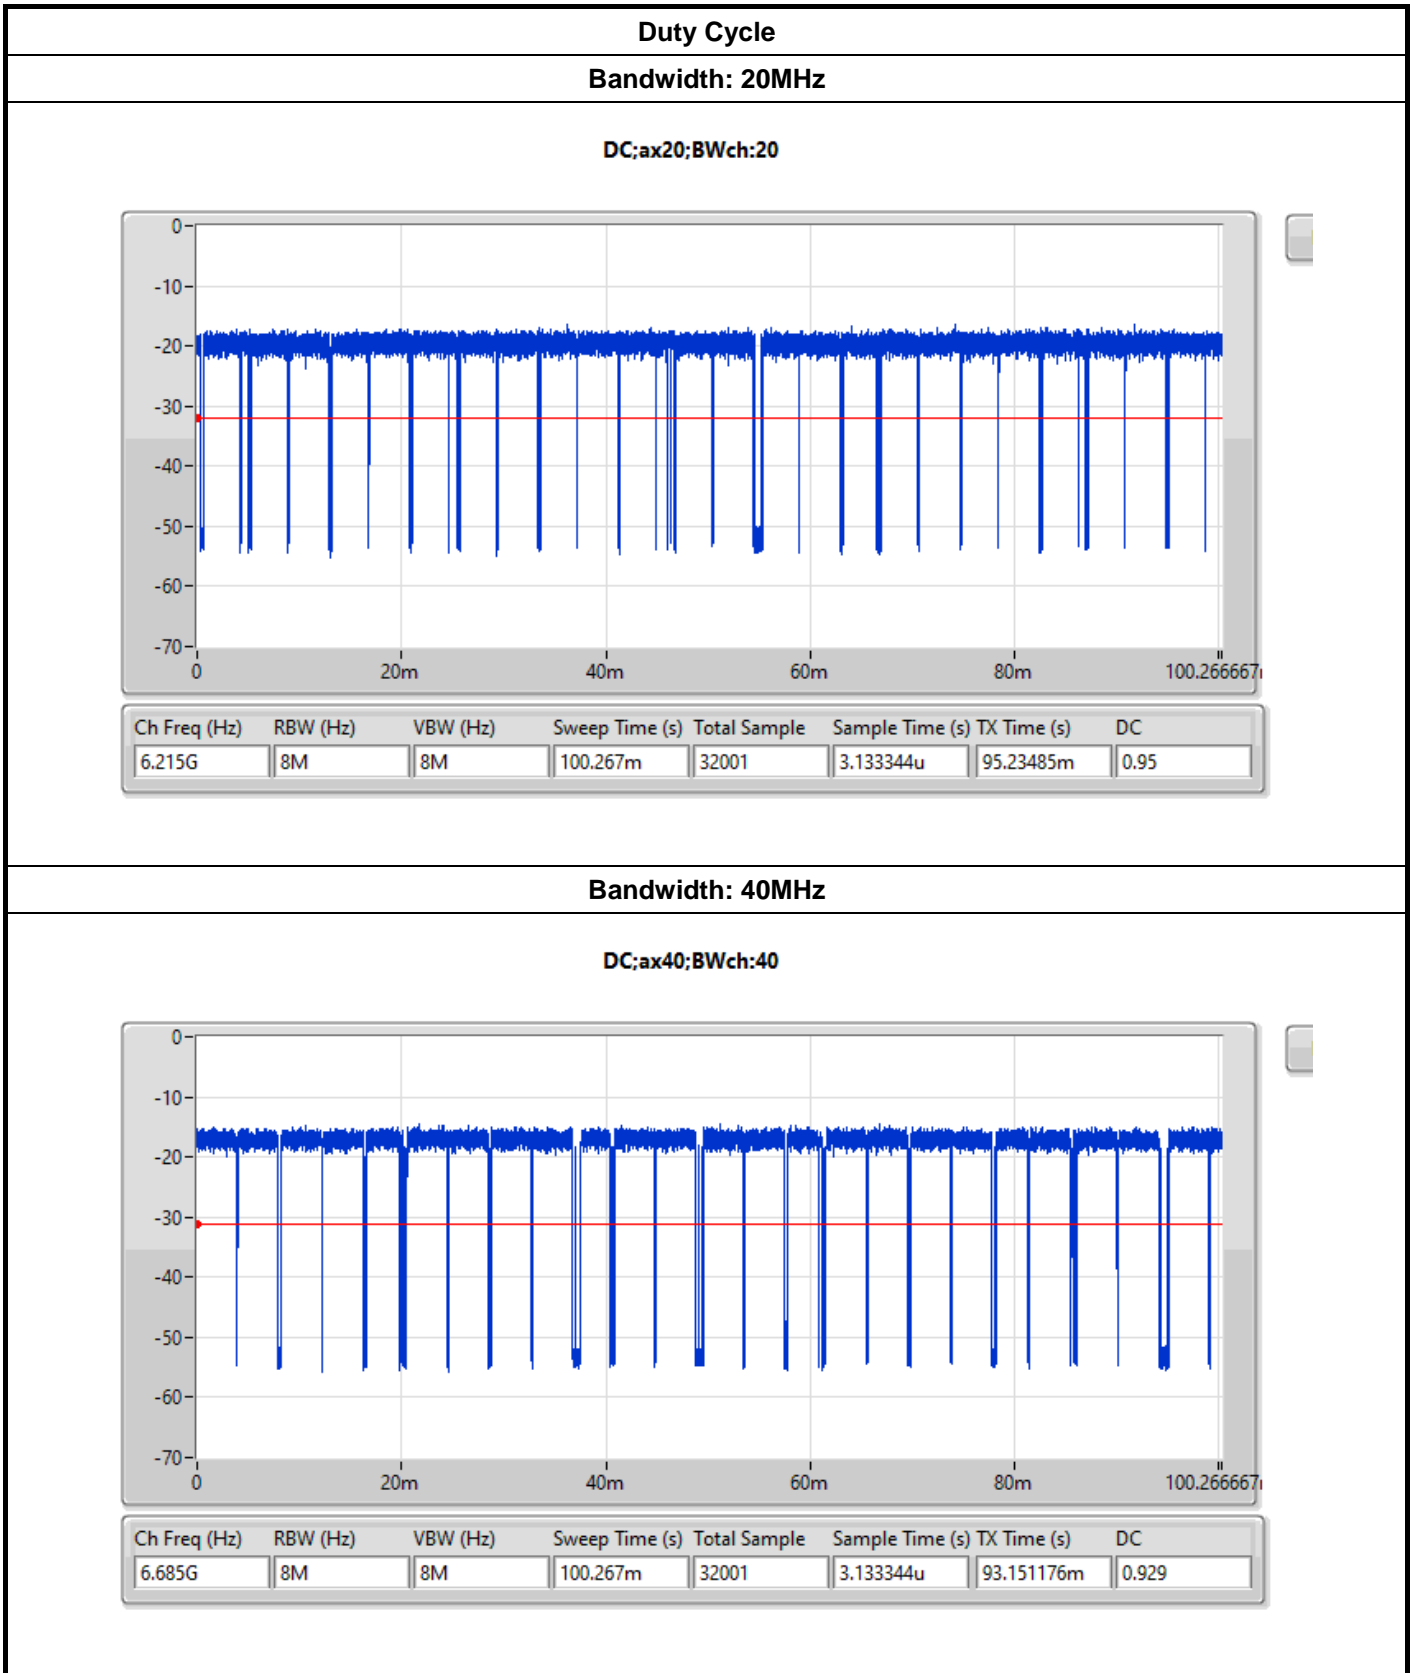 Duty Cycle
Bandwidth: 20MHz
DC;ax20;BWch:20
0
-10
-20
-30
-40
-50
-60
-70
0 20m 40m 60m 80m 100.266667
Ch Freq (Hz) RBW (Hz) VBW (Hz) Sweep Time (s) Total Sample Sample Time (s) TX Time (s) DC
6.215G 8M 8M 100.267m 32001 3.133344u 95.23485m 0.95
Bandwidth: 40MHz
DC;ax40;BWch:40
0
-10
-20
-30
-40
-50
-60
-70
0 20m 40m 60m 80m 100.266667
Ch Freq (Hz) RBW (Hz) VBW (Hz) Sweep Time (s) Total Sample Sample Time (s) TX Time (s) DC
6.685G 8M 8M 100.267m 32001 3.133344u 93.151176m 0.929